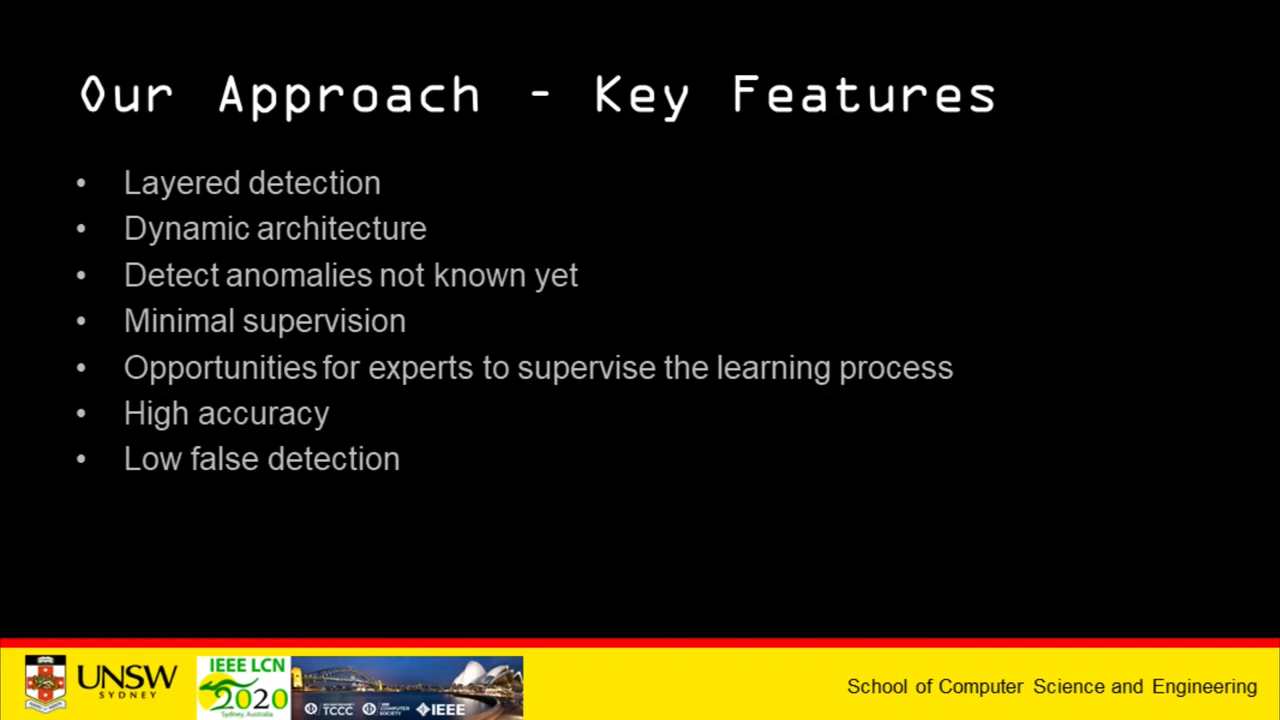 Our Approach - Key Features
• Layered detection
• Dynamic architecture
• Detect anomalies not known yet
• Minimal supervision
• Opportunities for experts to supervise the learning process
• High accuracy
• Low false detection
UNSW
SYDNEY
IEEE LCN
2020
Sydney, Australia
TCCC
IEEE
COMPUTER
SOCIETY
IEEE
School of Computer Science and Engineering